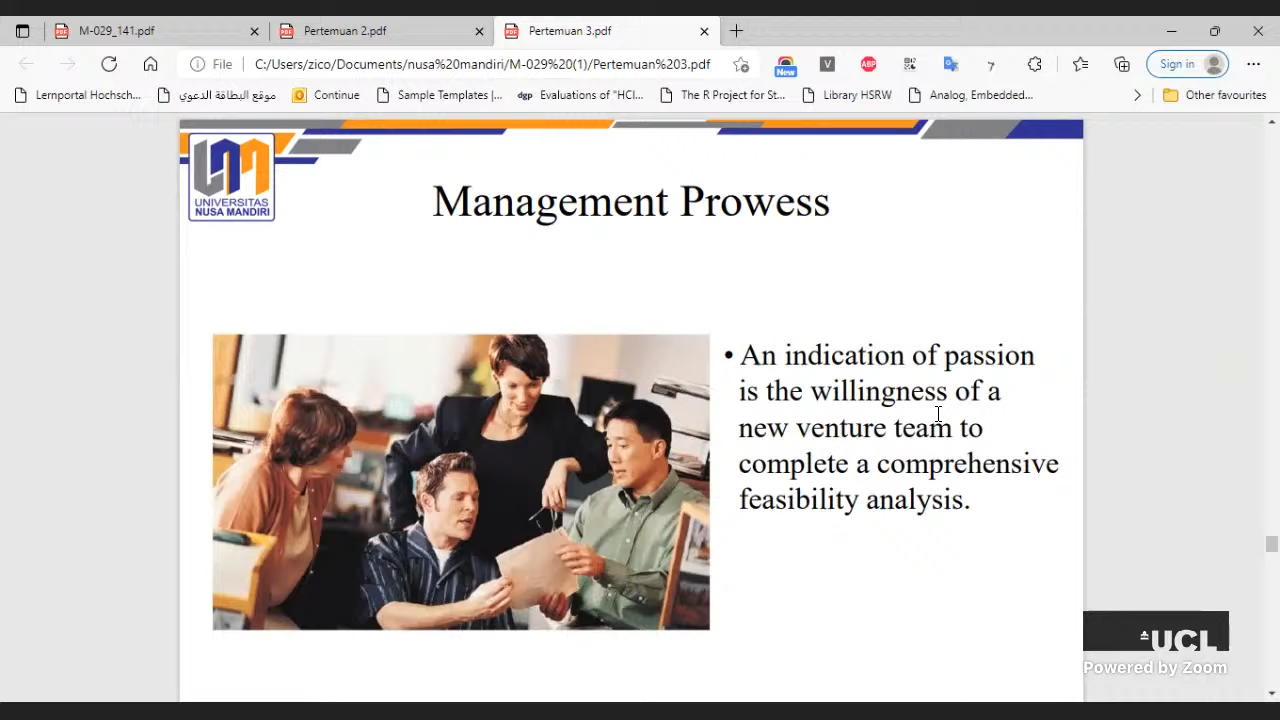 M-029_141.pdf
Pertemuan 2.pdf
Pertemuan 3.pdf
File
C:/Users/zico/Documents/nusa%20mandiri/M-029%20(1)/Pertemuan%203.pdf
New
V
ABP
Sign in
Lernportal Hochsch...
موقع البطاقة الدعوي
Continue
Sample Templates |...
dgp Evaluations of "HCI...
The R Project for St...
Library HSRW
Analog, Embedded...
Other favourites
UNIVERSITAS
NUSA MANDIRI
Management Prowess
• An indication of passion
is the willingness of a
new venture team to
complete a comprehensive
feasibility analysis.
UCL
Powered by Zoom